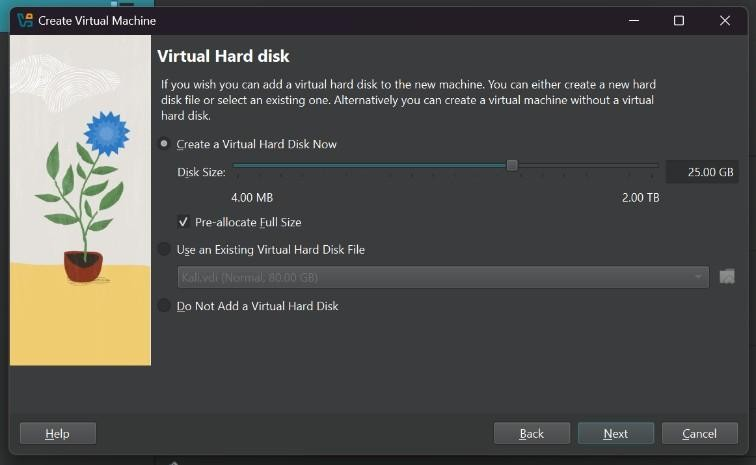 Create Virtual Machine
Virtual Hard disk
If you wish you can add a virtual hard disk to the new machine. You can either create a new hard
disk file or select an existing one. Alternatively you can create a virtual machine without a virtual
hard disk.
Create a Virtual Hard Disk Now
Disk Size:
25.00 GB
4.00 MB
2.00 TB
Pre-allocate Full Size
Use an Existing Virtual Hard Disk File
Kali.vdi (Normal, 80.00 GB)
Do Not Add a Virtual Hard Disk
Help
Back
Next
Cancel